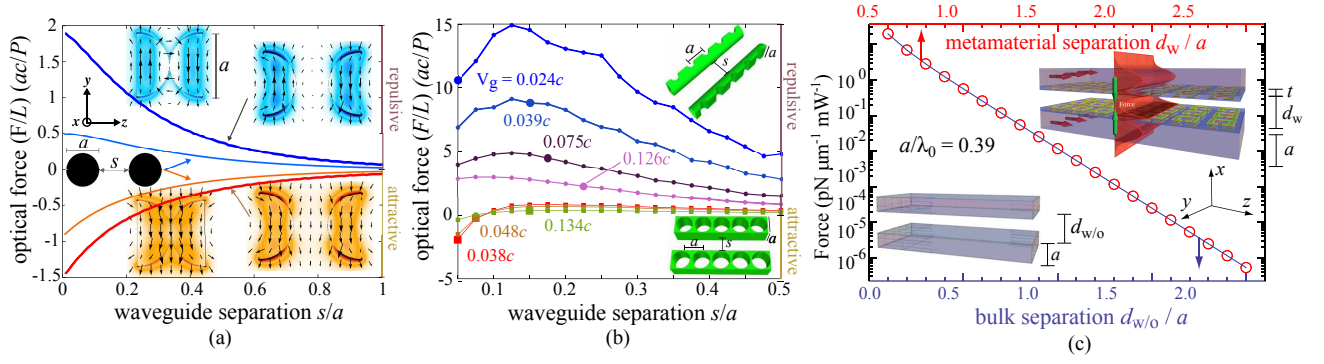 (a)
optical force (F/L) (ac/P)
2
1.5
1
0.5
0
-0.5
-1
-1.5
0
0.2
0.4
0.6
0.8
1
waveguide separation s/a
repulsive
attractive
y
x
z
a
s
a
(b)
optical force (F/L) (ac/P)
15
10
5
0
5
0.1
0.2
0.3
0.4
0.5
waveguide separation s/a
repulsive
attractive
Vg = 0.024c
0.039c
0.075c
0.126c
0.048c
0.134c
0.038c
a
s
/a
a
s
/a
0.5
1.0
1.5
2.0
2.5
metamaterial separation dw / a
Force (pN μm-1 mW-1)
10^0
10^-1
10^-2
10^-3
10^-4
10^-5
10^-6
a/λ0 = 0.39
Force
t
dw
a
x
y
z
dw/o
a
0
0.5
1.0
1.5
2.0
bulk separation dw/o / a
(c)